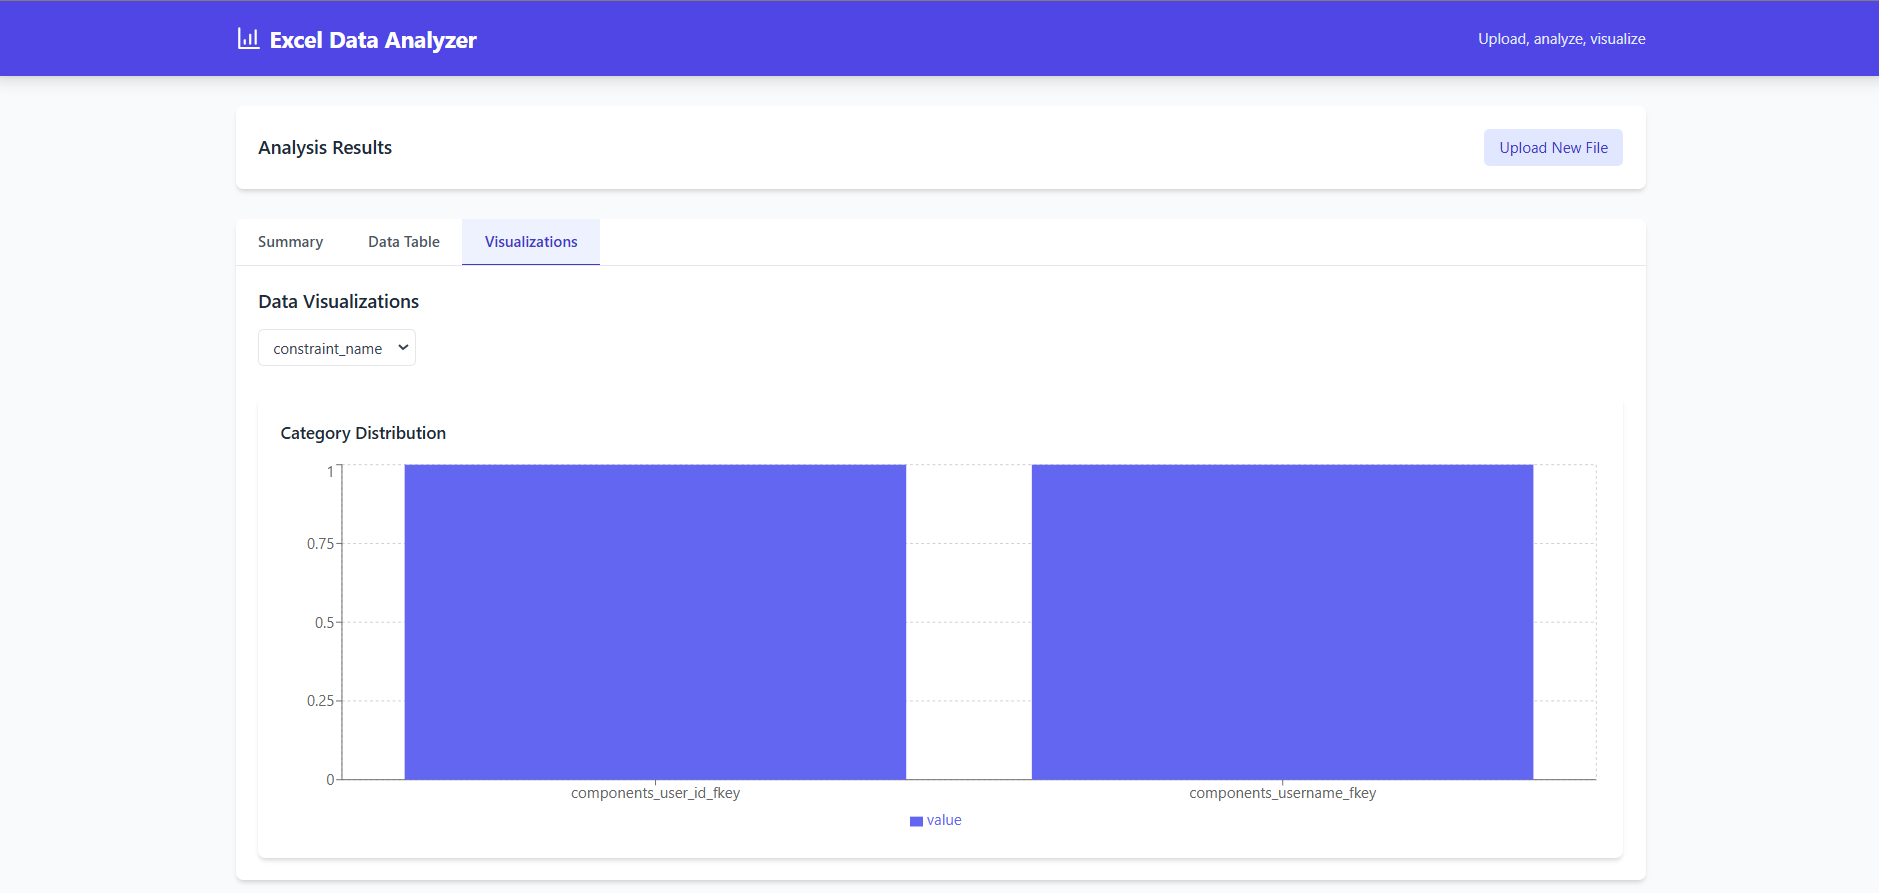 Excel Data Analyzer
Upload, analyze, visualize
Analysis Results
Upload New File
Summary
Data Table
Visualizations
Data Visualizations
constraint_name
Category Distribution
1
0.75
0.5
0.25
0
components_user_id_fkey
components_username_fkey
value